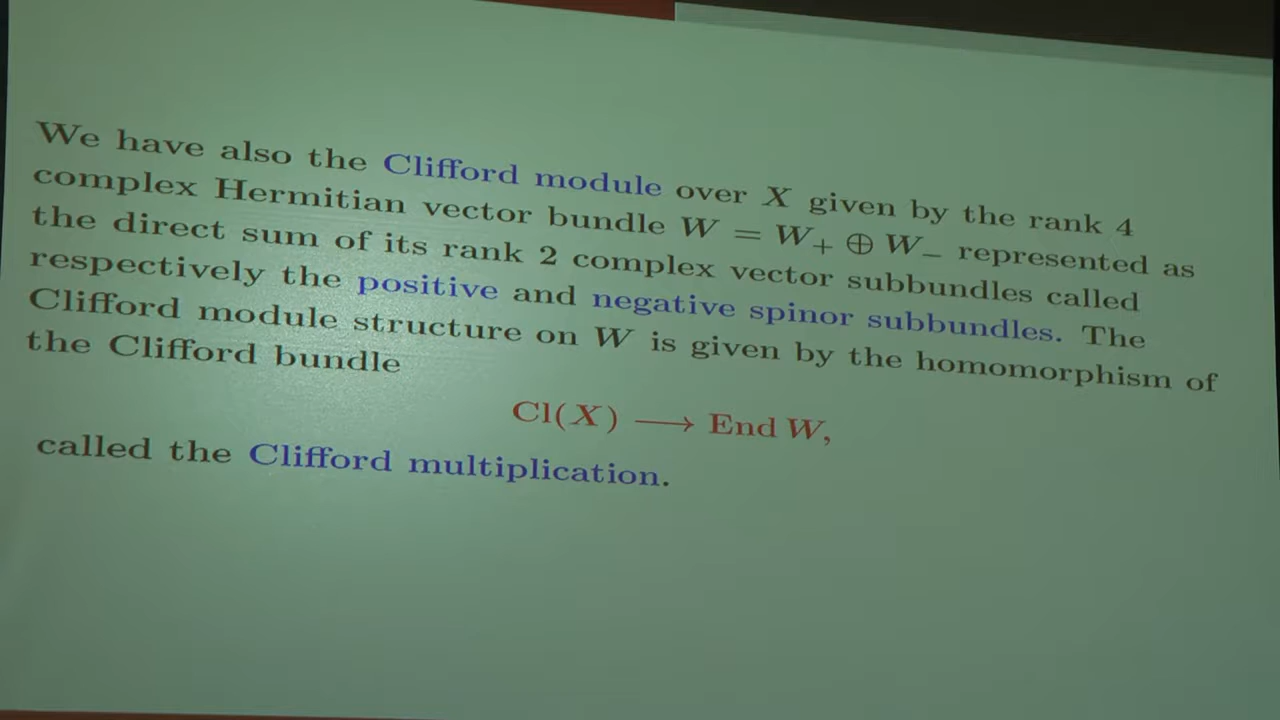 We have also the Clifford module over X given by the rank 4
complex Hermitian vector bundle W = W₊ ⊕ W₋ represented as
the direct sum of its rank 2 complex vector subbundles called
respectively the positive and negative spinor subbundles. The
Clifford module structure on W is given by the homomorphism of
the Clifford bundle
Cl(X) ⟶ End W,
called the Clifford multiplication.